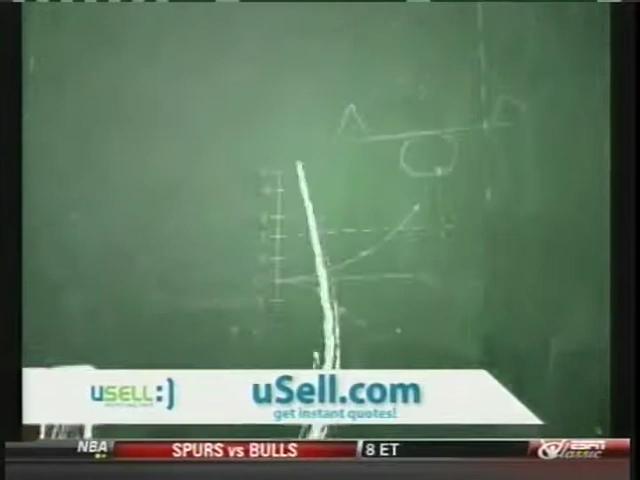 uSELL:)
uSell.com
get instant quotes!
NBA
SPURS vs BULLS
8 ET
ESPN
Classic